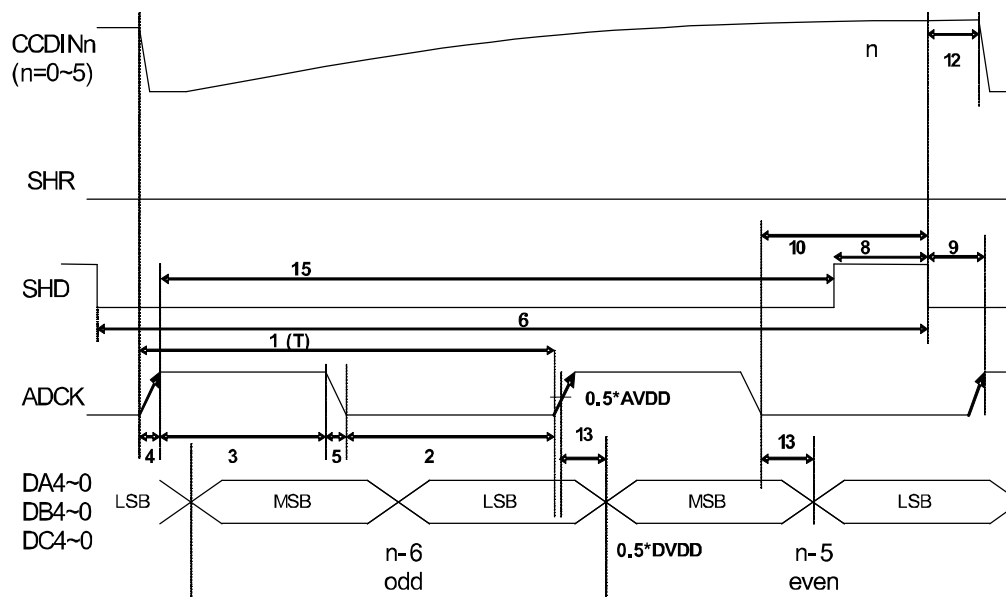 CCDINn
(n=0~5)
n
12
SHR
10
8
9
15
SHD
6
1 (T)
ADCK
0.5*AVDD
4
3
5
2
13
13
DA4~0
DB4~0
DC4~0
LSB
MSB
LSB
MSB
LSB
n-6
odd
0.5*DVDD
n-5
even